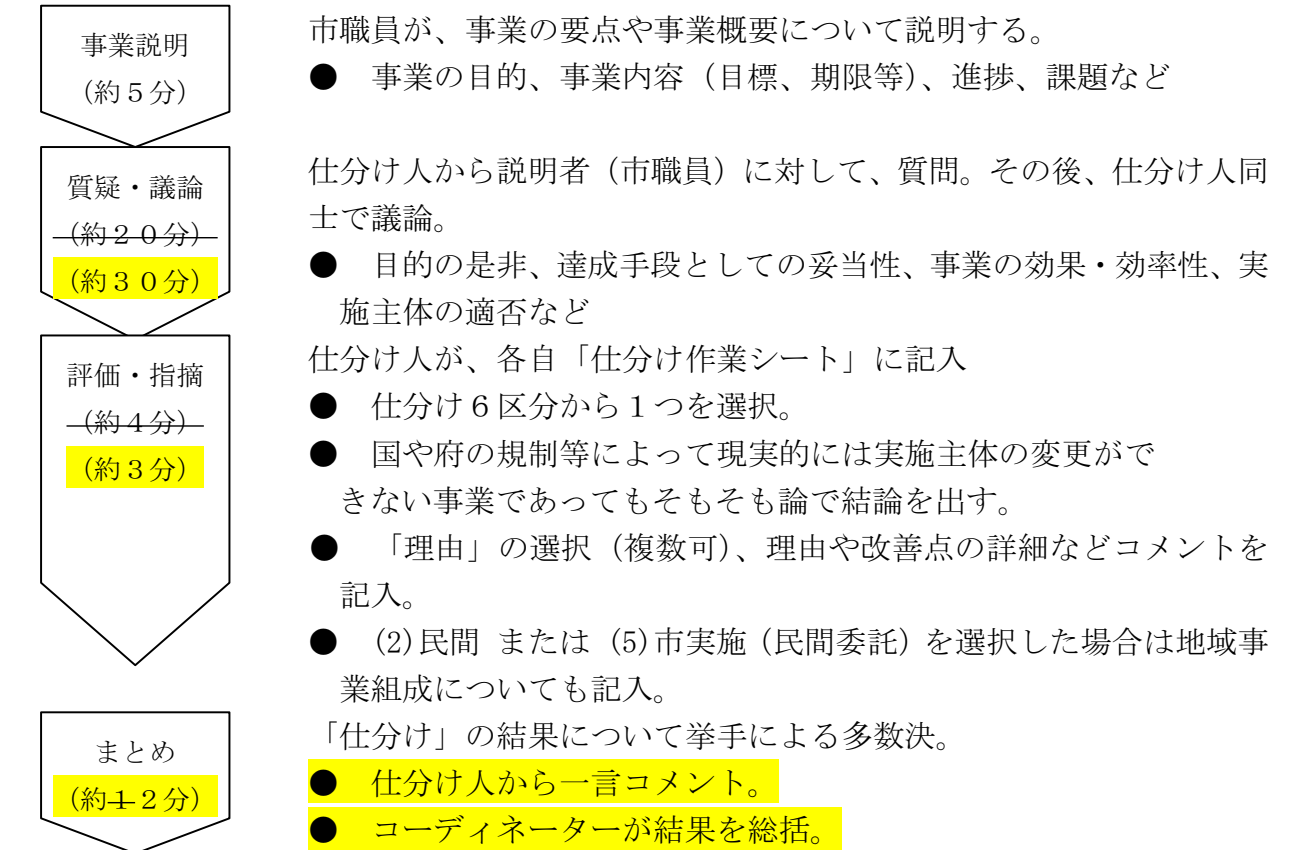 事業説明
(約5分)
市職員が、事業の要点や事業概要について説明する。
● 事業の目的、事業内容（目標、期限等）、進捗、課題など
質疑・議論
(約20分)
(約30分)
仕分け人から説明者（市職員）に対して、質問。その後、仕分け人同
士で議論。
● 目的の是非、達成手段としての妥当性、事業の効果・効率性、実
施主体の適否など
評価・指摘
(約4分)
(約3分)
仕分け人が、各自「仕分け作業シート」に記入
● 仕分け6区分から1つを選択。
● 国や府の規制等によって現実的には実施主体の変更がで
きない事業であってもそもそも論で結論を出す。
● 「理由」の選択（複数可）、理由や改善点の詳細などコメントを
記入。
● (2)民間 または (5)市実施（民間委託）を選択した場合は地域事
業組成についても記入。
まとめ
(約12分)
「仕分け」の結果について挙手による多数決。
● 仕分け人から一言コメント。
● コーディネーターが結果を総括。